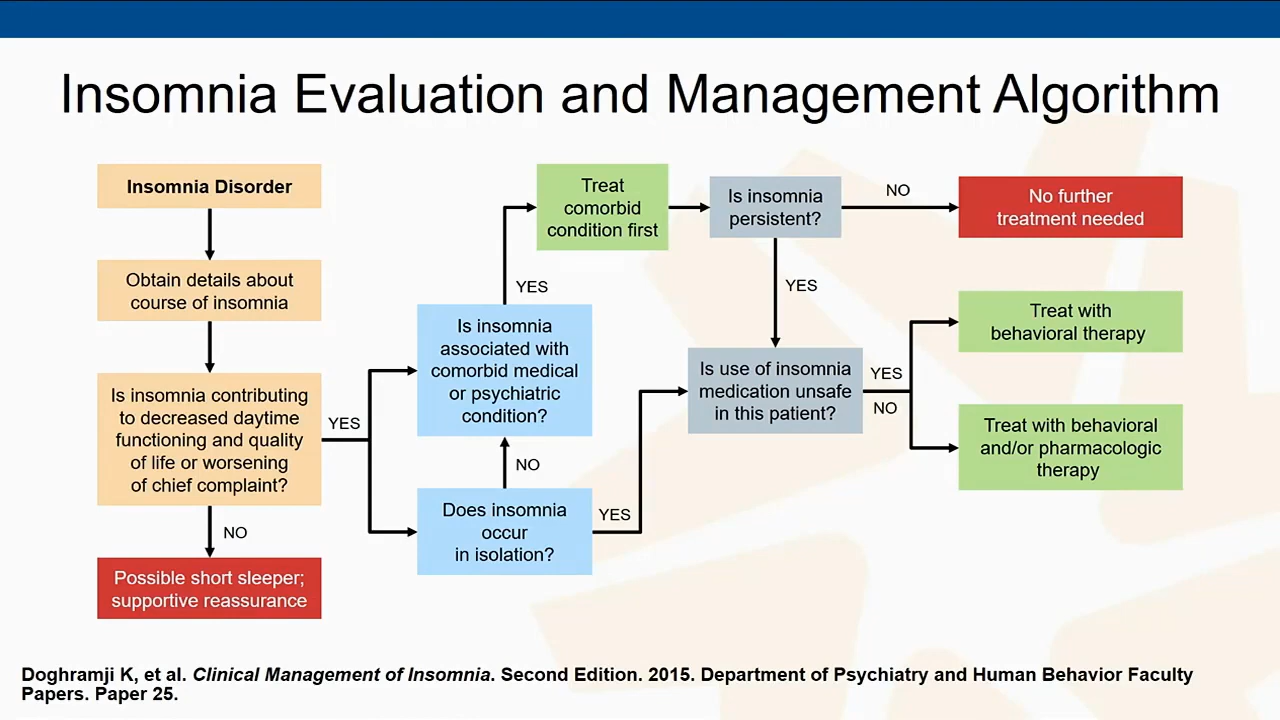 Insomnia Evaluation and Management Algorithm
Insomnia Disorder
Obtain details about
course of insomnia
Is insomnia contributing
to decreased daytime
functioning and quality
of life or worsening
of chief complaint?
NO
Possible short sleeper;
supportive reassurance
YES
Is insomnia
associated with
comorbid medical
or psychiatric
condition?
NO
Does insomnia
occur
in isolation?
YES
YES
Treat
comorbid
condition first
Is insomnia
persistent?
NO
No further
treatment needed
YES
Is use of insomnia
medication unsafe
in this patient?
YES
NO
Treat with
behavioral therapy
Treat with behavioral
and/or pharmacologic
therapy
Doghramji K, et al. Clinical Management of Insomnia. Second Edition. 2015. Department of Psychiatry and Human Behavior Faculty
Papers. Paper 25.